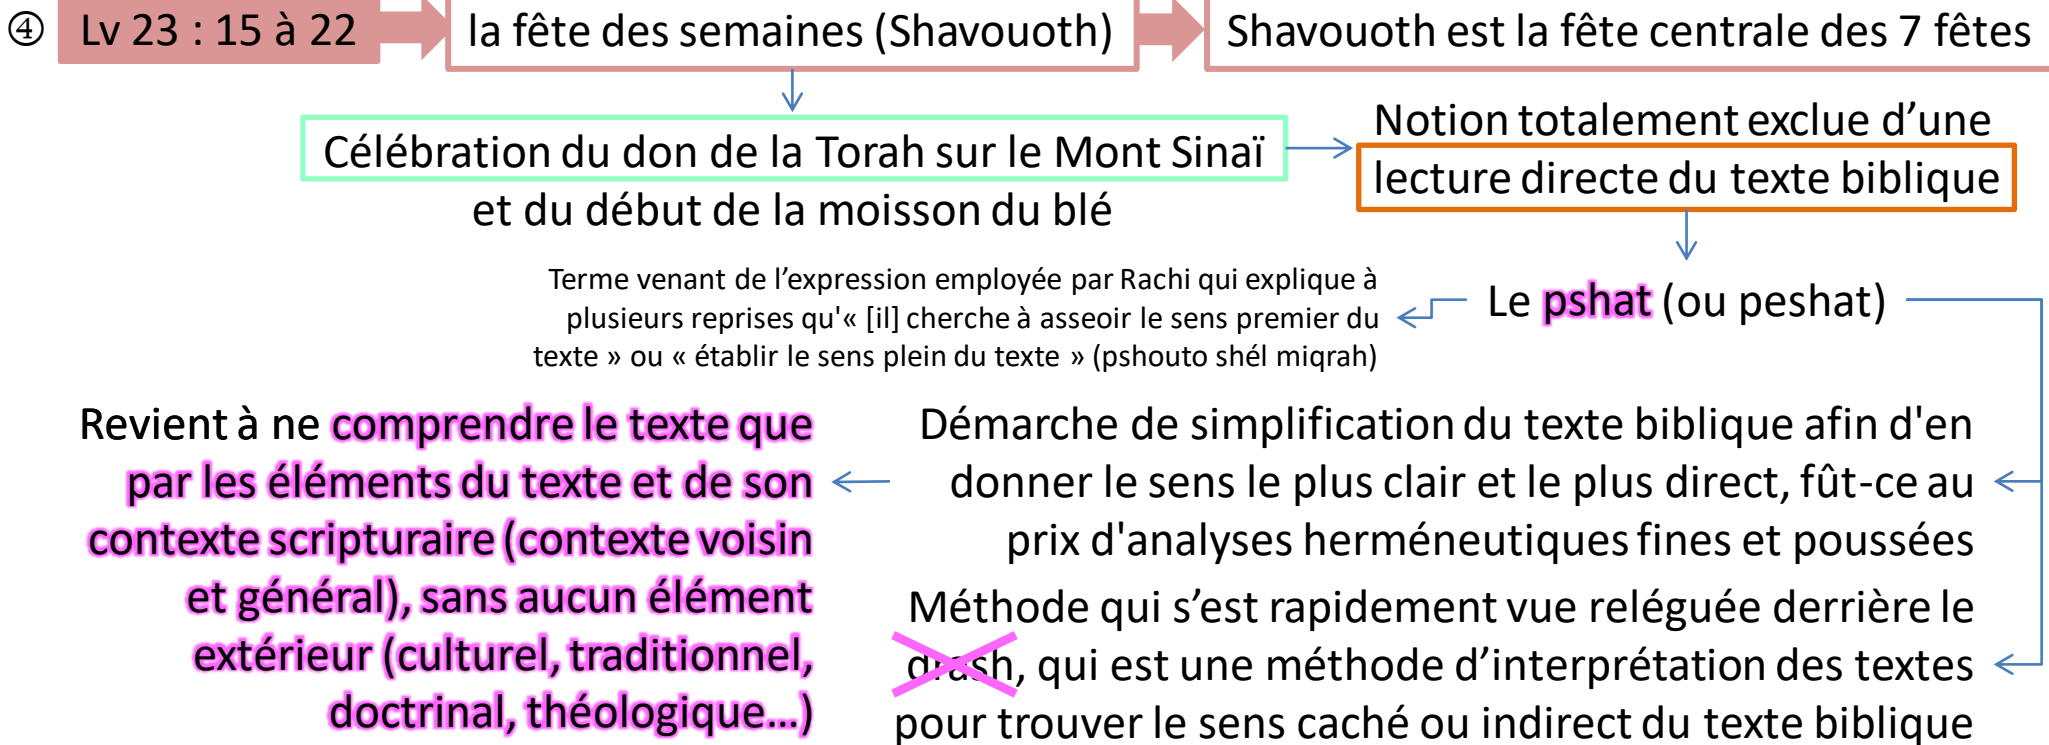 ④ Lv 23 : 15 à 22 la fête des semaines (Shavouoth) Shavouoth est la fête centrale des 7 fêtes
Célébration du don de la Torah sur le Mont Sinaï
et du début de la moisson du blé
Notion totalement exclue d’une
lecture directe du texte biblique
Le pshat (ou peshat)
Terme venant de l’expression employée par Rachi qui explique à
plusieurs reprises qu'« [il] cherche à asseoir le sens premier du
texte » ou « établir le sens plein du texte » (pshouto shél miqrah)
Démarche de simplification du texte biblique afin d'en
donner le sens le plus clair et le plus direct, fût-ce au
prix d'analyses herméneutiques fines et poussées
Revient à ne comprendre le texte que
par les éléments du texte et de son
contexte scripturaire (contexte voisin
et général), sans aucun élément
extérieur (culturel, traditionnel,
doctrinal, théologique…)
Méthode qui s’est rapidement vue reléguée derrière le
drash, qui est une méthode d’interprétation des textes
pour trouver le sens caché ou indirect du texte biblique